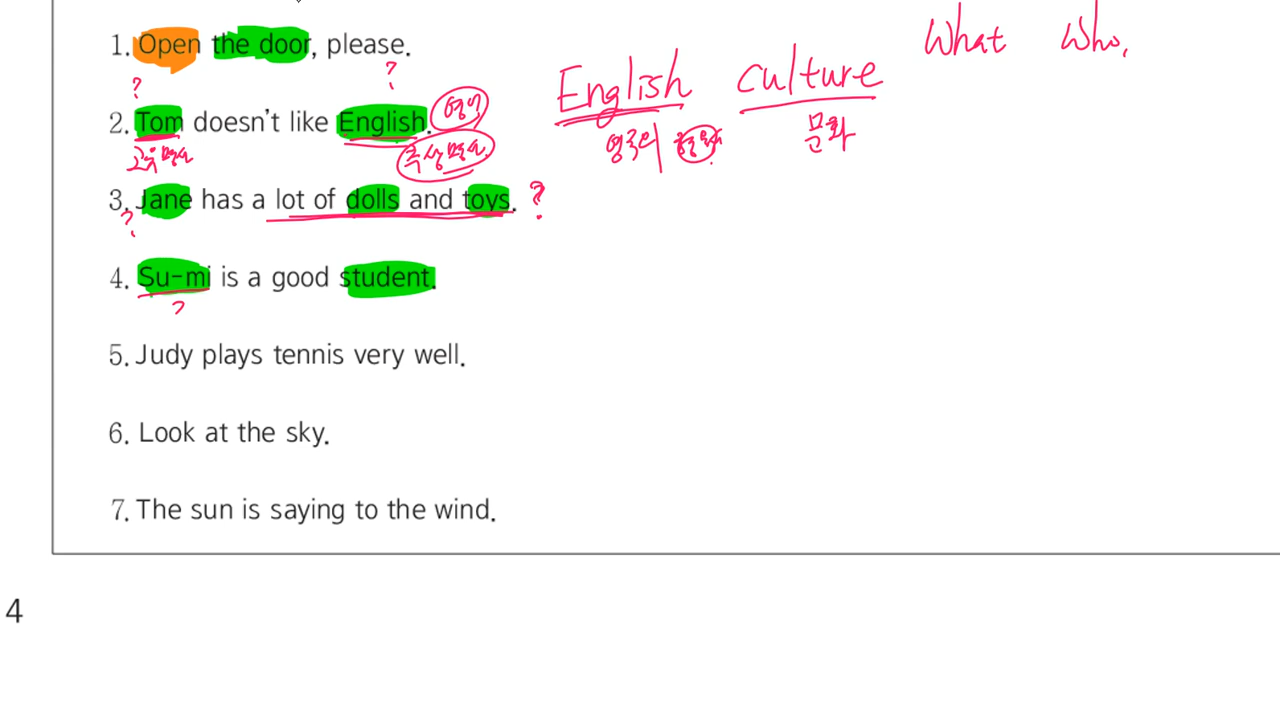 What Who,
1. Open the door, please.
?
English culture
?
2. Tom doesn't like English. 영어
영국의 형용사 문화
고유명사 추상명사
3. Jane has a lot of dolls and toys. ?
?
4. Su-mi is a good student.
?
5. Judy plays tennis very well.
6. Look at the sky.
7. The sun is saying to the wind.
4